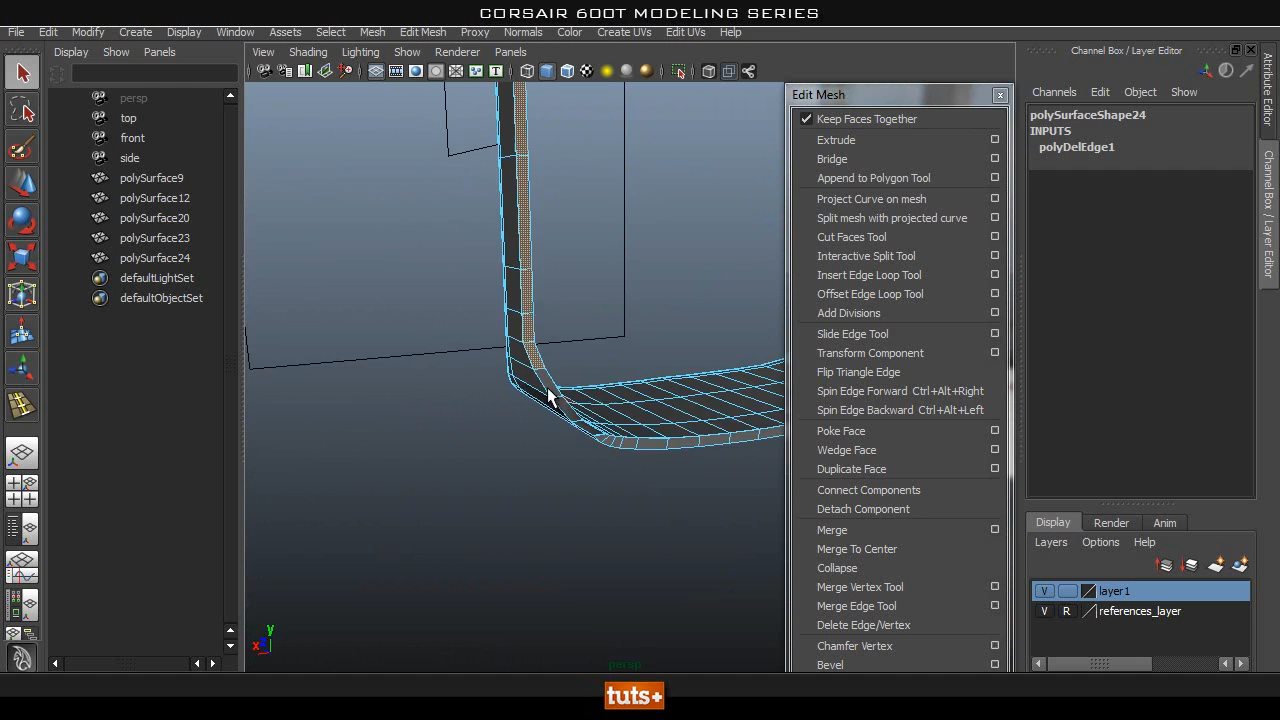 CORSAIR 600T MODELING SERIES
File Edit Modify Create Display Window Assets Select Mesh Edit Mesh Proxy Normals Color Create UVs Edit UVs Help
Display Show Panels
View Shading Lighting Show Renderer Panels
Channel Box / Layer Editor
persp
top
front
side
polySurface9
polySurface12
polySurface20
polySurface23
polySurface24
defaultLightSet
defaultObjectSet
T
persp
y
x
Edit Mesh
x
Keep Faces Together
Extrude
Bridge
Append to Polygon Tool
Project Curve on mesh
Split mesh with projected curve
Cut Faces Tool
Interactive Split Tool
Insert Edge Loop Tool
Offset Edge Loop Tool
Add Divisions
Slide Edge Tool
Transform Component
Flip Triangle Edge
Spin Edge Forward Ctrl+Alt+Right
Spin Edge Backward Ctrl+Alt+Left
Poke Face
Wedge Face
Duplicate Face
Connect Components
Detach Component
Merge
Merge To Center
Collapse
Merge Vertex Tool
Merge Edge Tool
Delete Edge/Vertex
Chamfer Vertex
Bevel
Channels Edit Object Show
polySurfaceShape24
INPUTS
polyDelEdge1
Attribute Editor
Channel Box / Layer Editor
Display Render Anim
Layers Options Help
V layer1
V R references_layer
tuts+